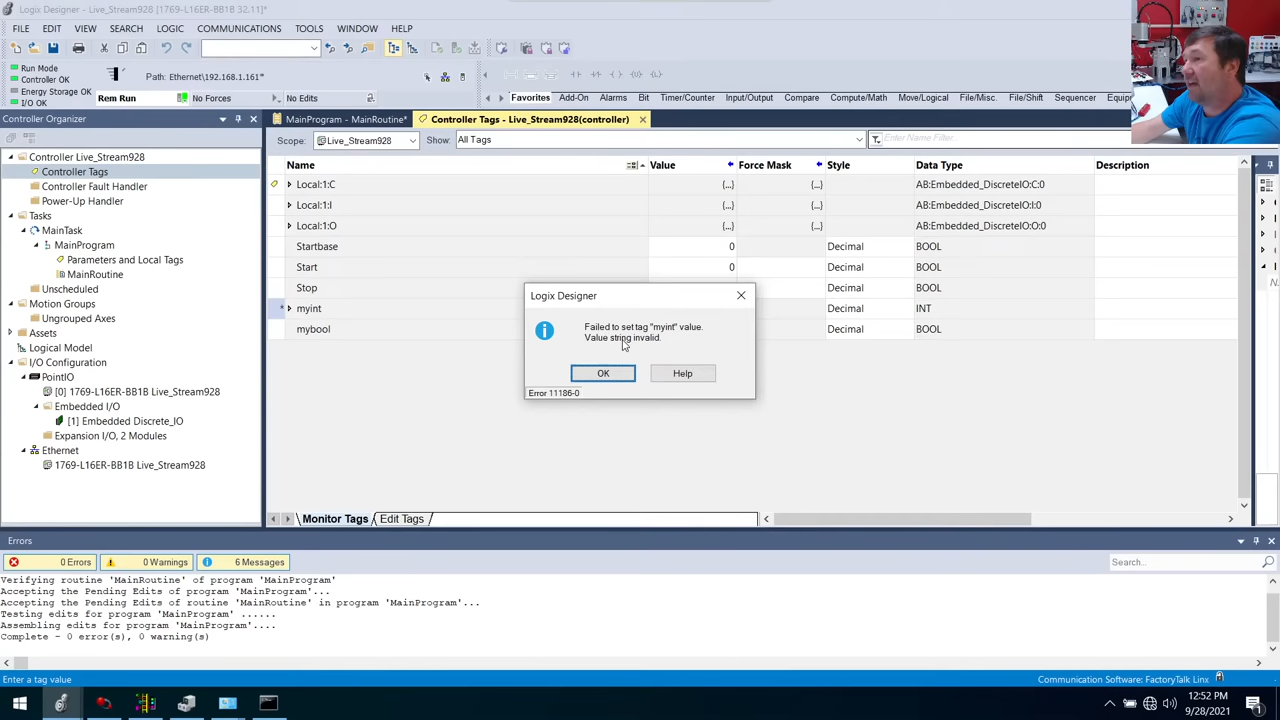 Logix Designer - Live_Stream928 [1769-L16ER-BB1B 32.11]*
FILE EDIT VIEW SEARCH LOGIC COMMUNICATIONS TOOLS WINDOW HELP
Run Mode
Controller OK
Energy Storage OK
I/O OK
Path: Ethernet\192.168.1.161*
Rem Run No Forces No Edits
Favorites Add-On Alarms Bit Timer/Counter Input/Output Compare Compute/Math Move/Logical File/Misc. File/Shift Sequencer Equip
Controller Organizer
MainProgram - MainRoutine* Controller Tags - Live_Stream928(controller)
Scope: Live_Stream928 Show: All Tags Enter Name Filter...
Name Value Force Mask Style Data Type Description
Local:1:C {...} {...} AB:Embedded_DiscreteIO:C:0
Local:1:I {...} {...} AB:Embedded_DiscreteIO:I:0
Local:1:O {...} {...} AB:Embedded_DiscreteIO:O:0
Startbase 0 Decimal BOOL
Start 0 Decimal BOOL
Stop Decimal BOOL
* myint Decimal INT
mybool Decimal BOOL
Controller Live_Stream928
Controller Tags
Controller Fault Handler
Power-Up Handler
Tasks
MainTask
MainProgram
Parameters and Local Tags
MainRoutine
Unscheduled
Motion Groups
Ungrouped Axes
Assets
Logical Model
I/O Configuration
PointIO
[0] 1769-L16ER-BB1B Live_Stream928
Embedded I/O
[1] Embedded Discrete_IO
Expansion I/O, 2 Modules
Ethernet
1769-L16ER-BB1B Live_Stream928
Logix Designer
Failed to set tag "myint" value.
Value string invalid.
OK Help
Error 11186-0
Monitor Tags Edit Tags
Errors
0 Errors 0 Warnings 6 Messages Search...
Verifying routine 'MainRoutine' of program 'MainProgram'
Accepting the Pending Edits of program 'MainProgram'...
Accepting the Pending Edits of routine 'MainRoutine' in program 'MainProgram'...
Testing edits for program 'MainProgram' ......
Assembling edits for program 'MainProgram'....
Complete - 0 error(s), 0 warning(s)
Enter a tag value Communication Software: FactoryTalk Linx
12:52 PM
9/28/2021
1